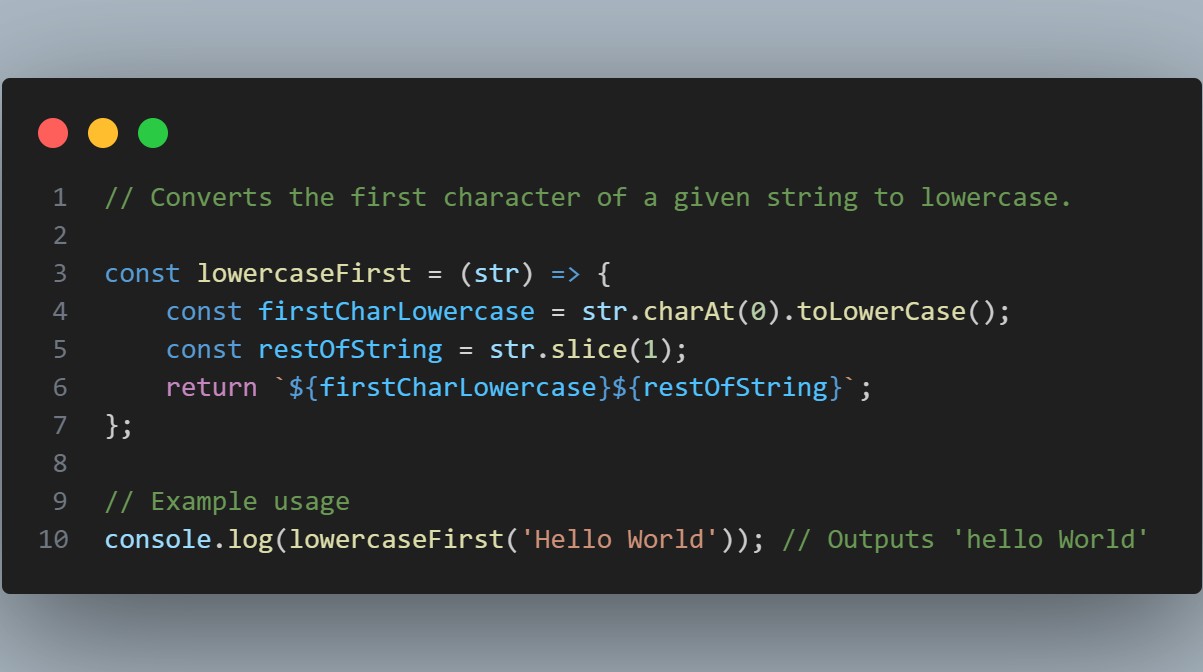 1 // Converts the first character of a given string to lowercase.
2
3 const lowercaseFirst = (str) => {
4     const firstCharLowercase = str.charAt(0).toLowerCase();
5     const restOfString = str.slice(1);
6     return `${firstCharLowercase}${restOfString}`;
7 };
8
9 // Example usage
10 console.log(lowercaseFirst('Hello World')); // Outputs 'hello World'